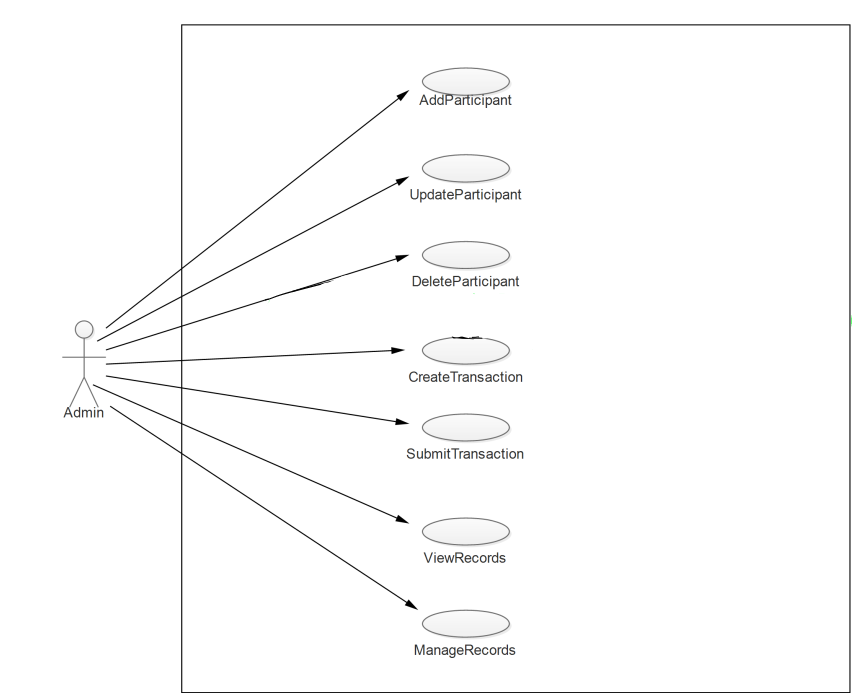 AddParticipant
UpdateParticipant
DeleteParticipant
CreateTransaction
Admin
SubmitTransaction
ViewRecords
ManageRecords